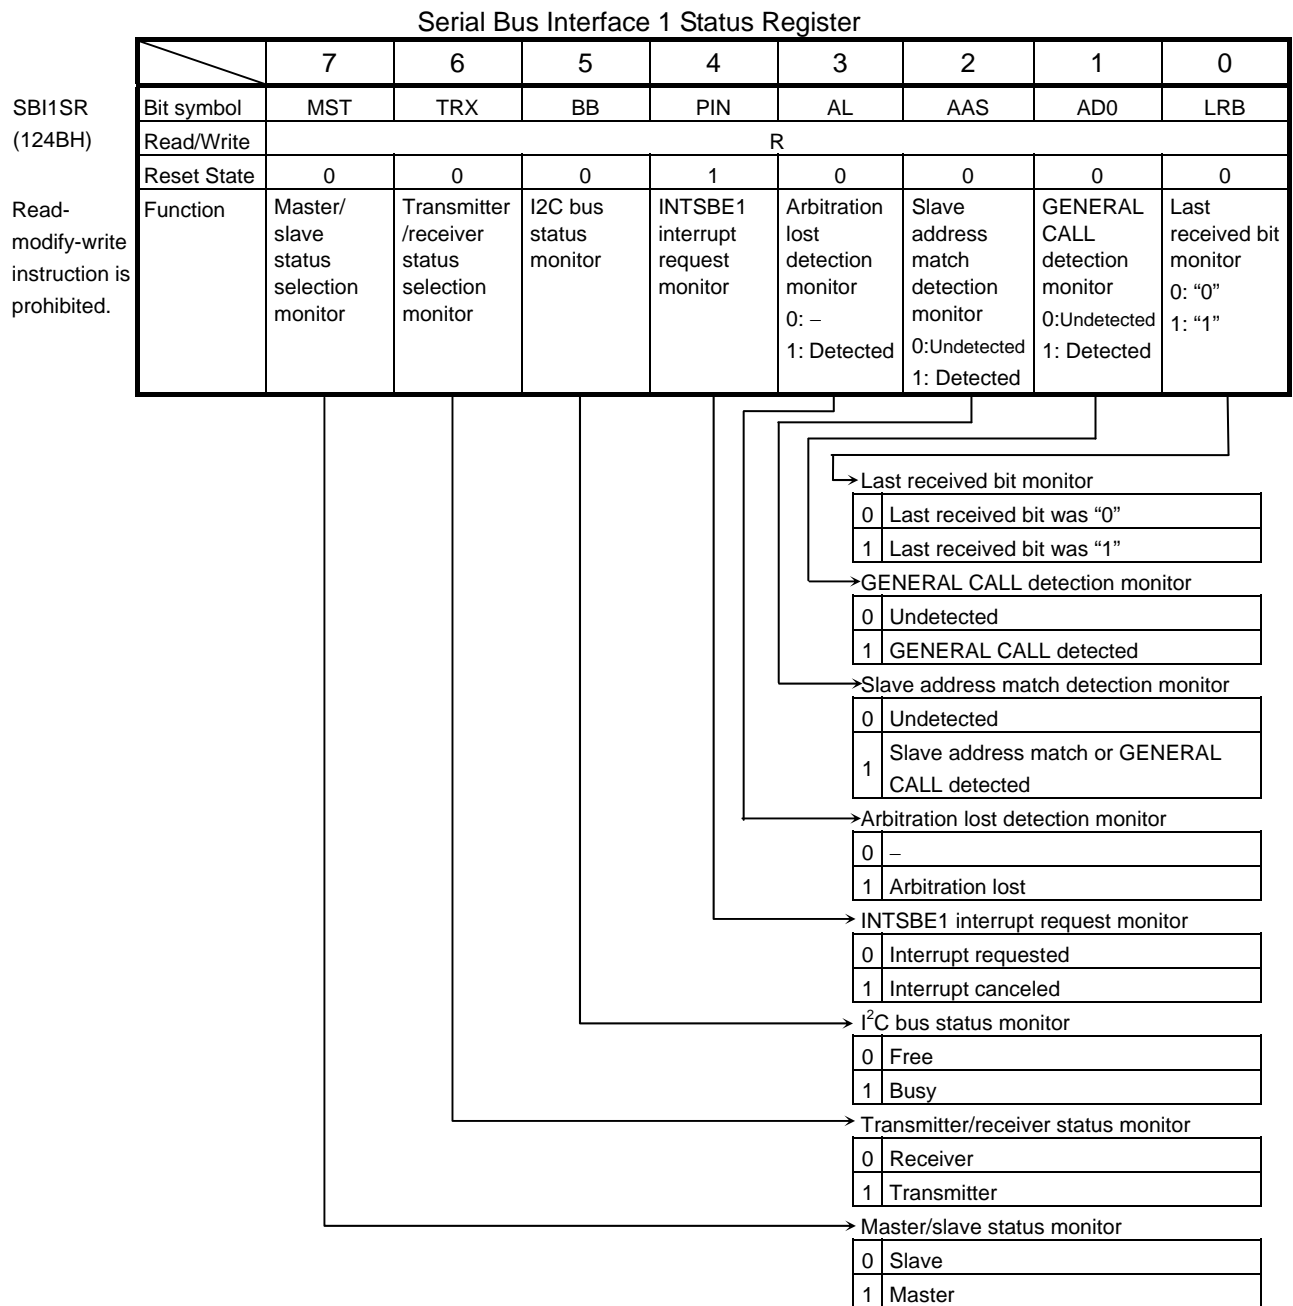 Serial Bus Interface 1 Status Register
7 6 5 4 3 2 1 0
SBI1SR
(124BH)
Bit symbol MST TRX BB PIN AL AAS AD0 LRB
Read/Write R
Reset State 0 0 0 1 0 0 0 0
Read-
modify-write
instruction is
prohibited.
Function
Master/
slave
status
selection
monitor
Transmitter
/receiver
status
selection
monitor
I2C bus
status
monitor
INTSBE1
interrupt
request
monitor
Arbitration
lost
detection
monitor
0: –
1: Detected
Slave
address
match
detection
monitor
0:Undetected
1: Detected
GENERAL
CALL
detection
monitor
0:Undetected
1: Detected
Last
received bit
monitor
0: “0”
1: “1”
Last received bit monitor
0 Last received bit was “0”
1 Last received bit was “1”
GENERAL CALL detection monitor
0 Undetected
1 GENERAL CALL detected
Slave address match detection monitor
0 Undetected
1 Slave address match or GENERAL
CALL detected
Arbitration lost detection monitor
0 –
1 Arbitration lost
INTSBE1 interrupt request monitor
0 Interrupt requested
1 Interrupt canceled
I²C bus status monitor
0 Free
1 Busy
Transmitter/receiver status monitor
0 Receiver
1 Transmitter
Master/slave status monitor
0 Slave
1 Master